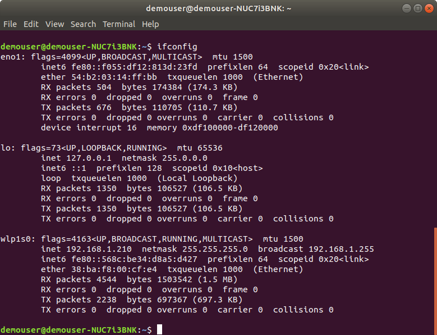 demouser@demouser-NUC7i3BNK: ~
File Edit View Search Terminal Help
demouser@demouser-NUC7i3BNK:~$ ifconfig
eno1: flags=4099<UP,BROADCAST,MULTICAST>  mtu 1500
        inet6 fe80::f055:df12:813d:23fd  prefixlen 64  scopeid 0x20<link>
        ether 54:b2:03:14:ff:bb  txqueuelen 1000  (Ethernet)
        RX packets 504  bytes 174384 (174.3 KB)
        RX errors 0  dropped 0  overruns 0  frame 0
        TX packets 676  bytes 110705 (110.7 KB)
        TX errors 0  dropped 0 overruns 0  carrier 0  collisions 0
        device interrupt 16  memory 0xdf100000-df120000
lo: flags=73<UP,LOOPBACK,RUNNING>  mtu 65536
        inet 127.0.0.1  netmask 255.0.0.0
        inet6 ::1  prefixlen 128  scopeid 0x10<host>
        loop  txqueuelen 1000  (Local Loopback)
        RX packets 1350  bytes 106527 (106.5 KB)
        RX errors 0  dropped 0  overruns 0  frame 0
        TX packets 1350  bytes 106527 (106.5 KB)
        TX errors 0  dropped 0 overruns 0  carrier 0  collisions 0
wlp1s0: flags=4163<UP,BROADCAST,RUNNING,MULTICAST>  mtu 1500
        inet 192.168.1.210  netmask 255.255.255.0  broadcast 192.168.1.255
        inet6 fe80::568c:be34:d8a5:d427  prefixlen 64  scopeid 0x20<link>
        ether 38:ba:f8:00:cf:e4  txqueuelen 1000  (Ethernet)
        RX packets 4544  bytes 1503542 (1.5 MB)
        RX errors 0  dropped 0  overruns 0  frame 0
        TX packets 2238  bytes 697367 (697.3 KB)
        TX errors 0  dropped 0 overruns 0  carrier 0  collisions 0
demouser@demouser-NUC7i3BNK:~$